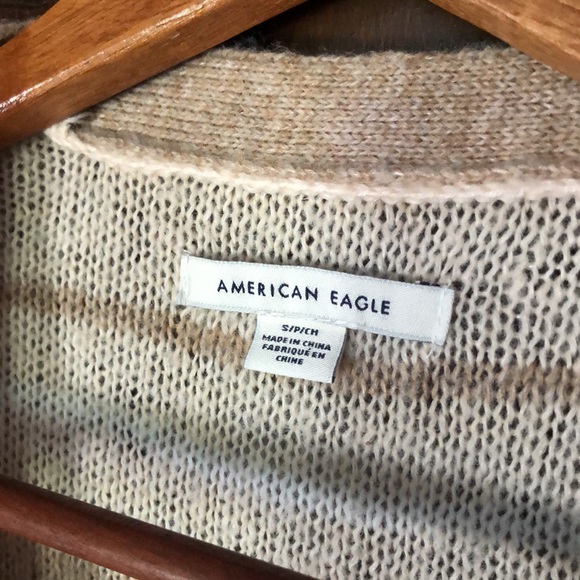 AMERICAN EAGLE
S/P/CH
MADE IN CHINA
FABRIQUÉ EN
CHINE